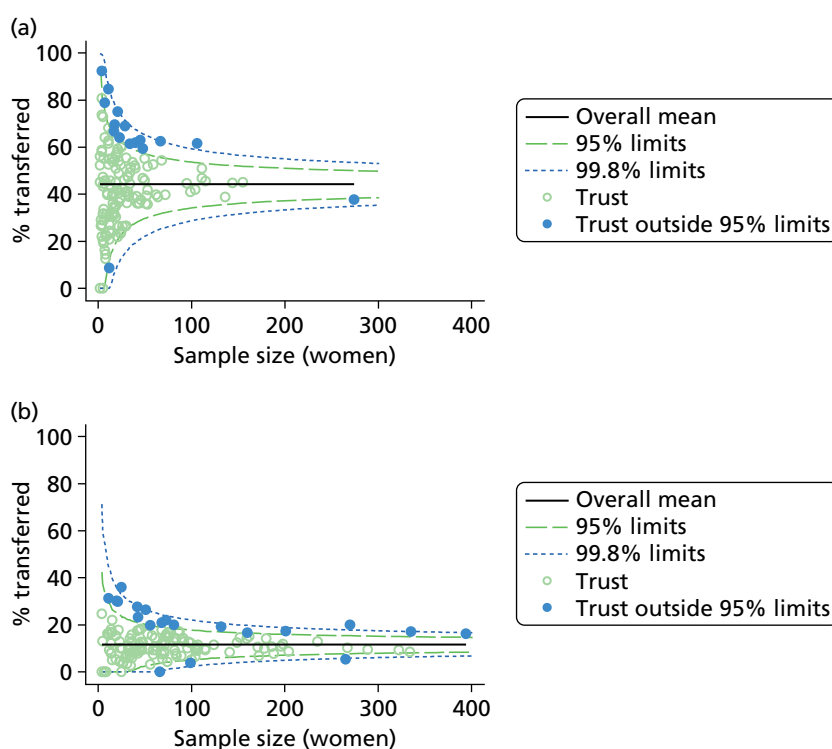 (a)
100
80
60
40
20
0
% transferred
0
100
200
300
400
Sample size (women)
Overall mean
95% limits
99.8% limits
Trust
Trust outside 95% limits
(b)
100
80
60
40
20
0
% transferred
0
100
200
300
400
Sample size (women)
Overall mean
95% limits
99.8% limits
Trust
Trust outside 95% limits